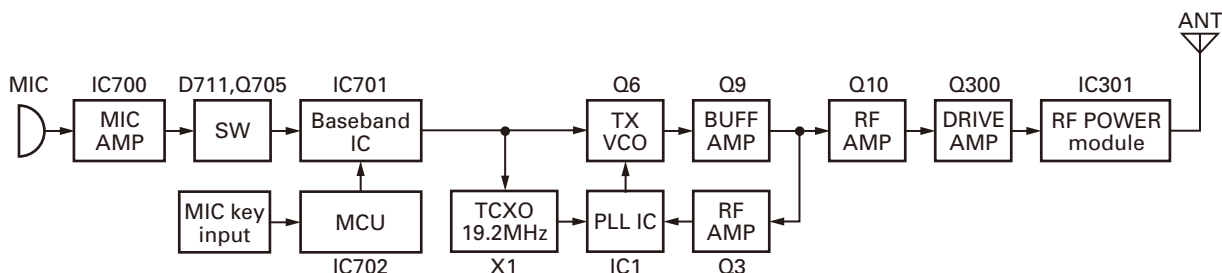 ANT
MIC
IC700
D711,Q705
IC701
Q6
Q9
Q10
Q300
IC301
MIC
AMP
SW
Baseband
IC
TX
VCO
BUFF
AMP
RF
AMP
DRIVE
AMP
RF POWER
module
MIC key
input
MCU
TCXO
19.2MHz
PLL IC
RF
AMP
IC702
X1
IC1
Q3